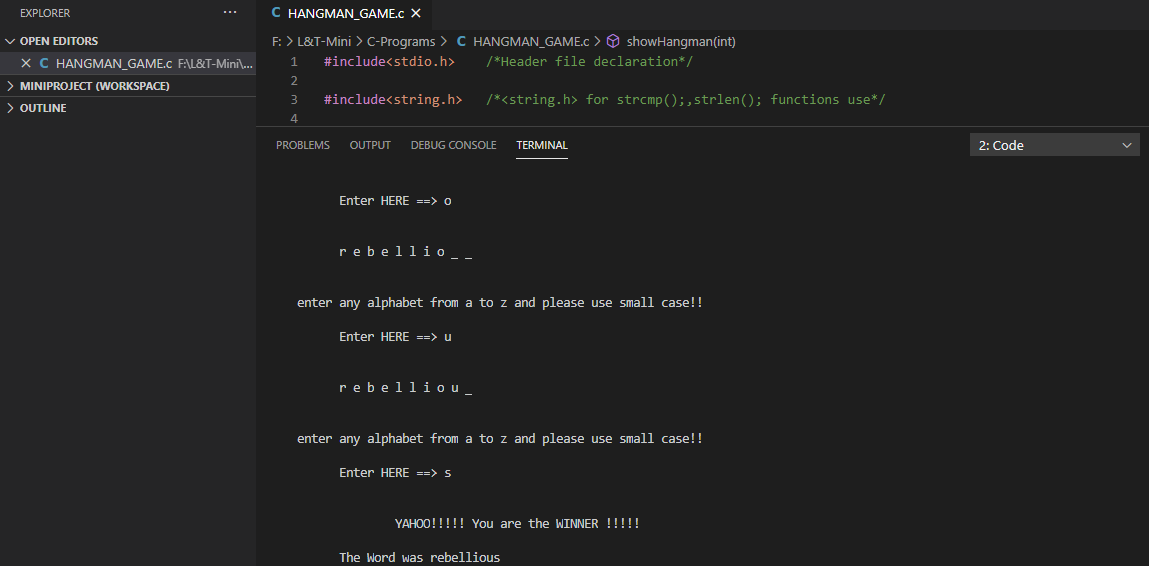 EXPLORER ...
OPEN EDITORS
HANGMAN_GAME.c F:\L&T-Mini\...
MINIPROJECT (WORKSPACE)
OUTLINE
C HANGMAN_GAME.c
F: > L&T-Mini > C-Programs > C HANGMAN_GAME.c > showHangman(int)
1 #include<stdio.h> /*Header file declaration*/
2
3 #include<string.h> /*<string.h> for strcmp();,strlen(); functions use*/
4
PROBLEMS OUTPUT DEBUG CONSOLE TERMINAL 2: Code
Enter HERE ==> o
r e b e l l i o _ _
enter any alphabet from a to z and please use small case!!
Enter HERE ==> u
r e b e l l i o u _
enter any alphabet from a to z and please use small case!!
Enter HERE ==> s
YAHOO!!!!! You are the WINNER !!!!!
The Word was rebellious